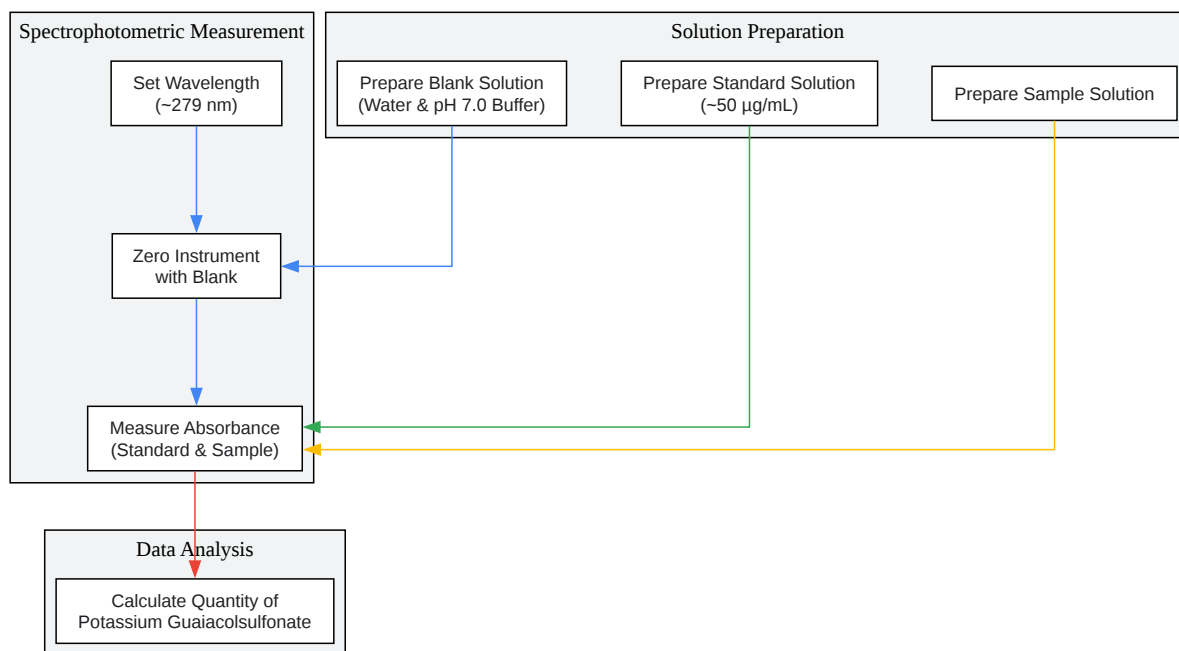 Spectrophotometric Measurement
Set Wavelength
(~279 nm)
Zero Instrument
with Blank
Measure Absorbance
(Standard & Sample)
Solution Preparation
Prepare Blank Solution
(Water & pH 7.0 Buffer)
Prepare Standard Solution
(~50 µg/mL)
Prepare Sample Solution
Data Analysis
Calculate Quantity of
Potassium Guaiacolsulfonate